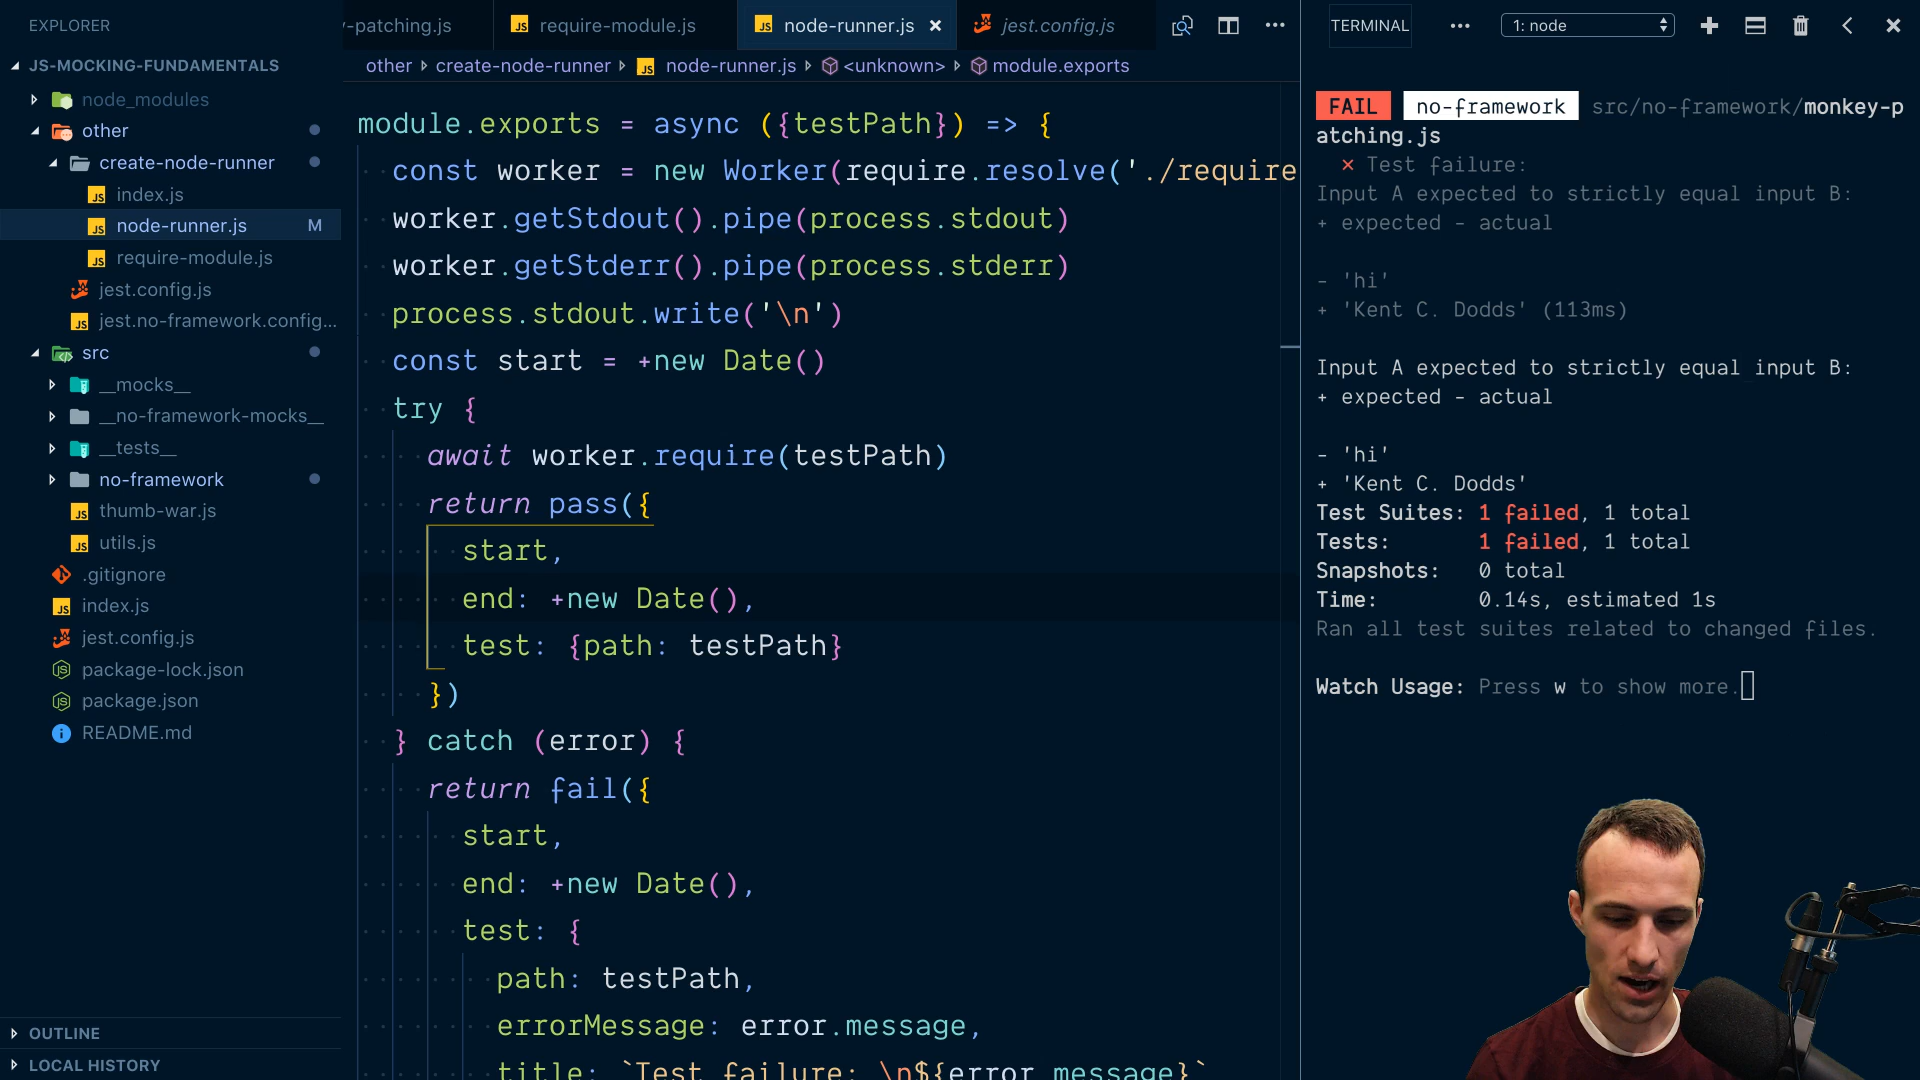 EXPLORER
JS-MOCKING-FUNDAMENTALS
node_modules
other
create-node-runner
index.js
node-runner.js M
require-module.js
jest.config.js
jest.no-framework.config...
src
__mocks__
__no-framework-mocks__
__tests__
no-framework
thumb-war.js
utils.js
.gitignore
index.js
jest.config.js
package-lock.json
package.json
README.md
OUTLINE
LOCAL HISTORY
-patching.js require-module.js node-runner.js jest.config.js
other create-node-runner node-runner.js <unknown> module.exports
module.exports = async ({testPath}) => {
const worker = new Worker(require.resolve('./require
worker.getStdout().pipe(process.stdout)
worker.getStderr().pipe(process.stderr)
process.stdout.write('\n')
const start = +new Date()
try {
await worker.require(testPath)
return pass({
start,
end: +new Date(),
test: {path: testPath}
})
} catch (error) {
return fail({
start,
end: +new Date(),
test: {
path: testPath,
errorMessage: error.message,
title: `Test failure: \n${error.message}`
TERMINAL 1: node
FAIL no-framework src/no-framework/monkey-p
atching.js
✕ Test failure:
Input A expected to strictly equal input B:
+ expected - actual
- 'hi'
+ 'Kent C. Dodds' (113ms)
Input A expected to strictly equal input B:
+ expected - actual
- 'hi'
+ 'Kent C. Dodds'
Test Suites: 1 failed, 1 total
Tests: 1 failed, 1 total
Snapshots: 0 total
Time: 0.14s, estimated 1s
Ran all test suites related to changed files.
Watch Usage: Press w to show more.